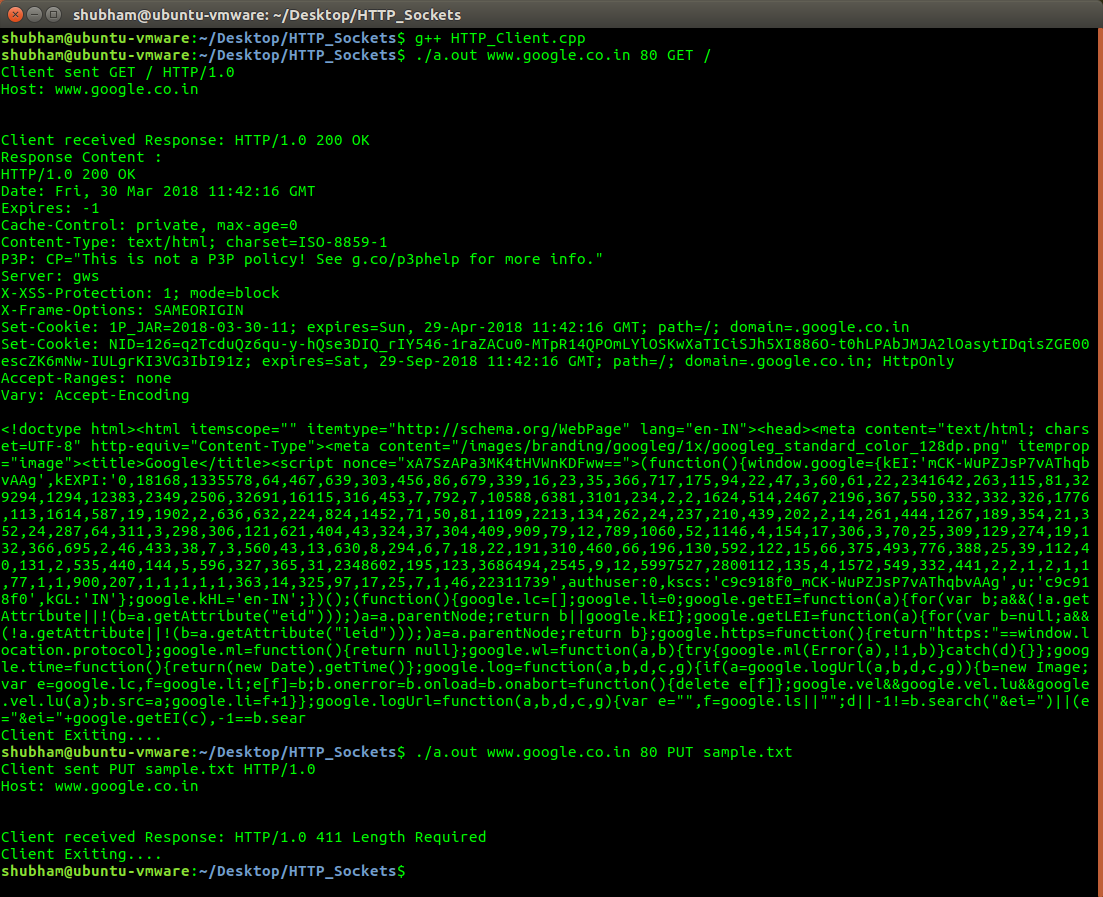 shubham@ubuntu-vmware: ~/Desktop/HTTP_Sockets
shubham@ubuntu-vmware:~/Desktop/HTTP_Sockets$ g++ HTTP_Client.cpp
shubham@ubuntu-vmware:~/Desktop/HTTP_Sockets$ ./a.out www.google.co.in 80 GET /
Client sent GET / HTTP/1.0
Host: www.google.co.in
Client received Response: HTTP/1.0 200 OK
Response Content :
HTTP/1.0 200 OK
Date: Fri, 30 Mar 2018 11:42:16 GMT
Expires: -1
Cache-Control: private, max-age=0
Content-Type: text/html; charset=ISO-8859-1
P3P: CP="This is not a P3P policy! See g.co/p3phelp for more info."
Server: gws
X-XSS-Protection: 1; mode=block
X-Frame-Options: SAMEORIGIN
Set-Cookie: 1P_JAR=2018-03-30-11; expires=Sun, 29-Apr-2018 11:42:16 GMT; path=/; domain=.google.co.in
Set-Cookie: NID=126=q2TcduQz6qu-y-hQse3DIQ_rIY546-1raZACu0-MTpR14QPOmLYlOSKwXaTICiSJh5XI886O-t0hLPAbJMJA2lOasytIDqisZGE00
escZK6mNw-IULgrKI3VG3IbI91z; expires=Sat, 29-Sep-2018 11:42:16 GMT; path=/; domain=.google.co.in; HttpOnly
Accept-Ranges: none
Vary: Accept-Encoding
<!doctype html><html itemscope="" itemtype="http://schema.org/WebPage" lang="en-IN"><head><meta content="text/html; chars
et=UTF-8" http-equiv="Content-Type"><meta content="/images/branding/googleg/1x/googleg_standard_color_128dp.png" itemprop
="image"><title>Google</title><script nonce="xA7SzAPa3MK4tHVWnKDFww==">(function(){window.google={kEI:'mCK-WuPZJsP7vAThqb
vAAg',kEXPI:'0,18168,1335578,64,467,639,303,456,86,679,339,16,23,35,366,717,175,94,22,47,3,60,61,22,2341642,263,115,81,32
9294,1294,12383,2349,2506,32691,16115,316,453,7,792,7,10588,6381,3101,234,2,2,1624,514,2467,2196,367,550,332,332,326,1776
,113,1614,587,19,1902,2,636,632,224,824,1452,71,50,81,1109,2213,134,262,24,237,210,439,202,2,14,261,444,1267,189,354,21,3
52,24,287,64,311,3,298,306,121,621,404,43,324,37,304,409,909,79,12,789,1060,52,1146,4,154,17,306,3,70,25,309,129,274,19,1
32,366,695,2,46,433,38,7,3,560,43,13,630,8,294,6,7,18,22,191,310,460,66,196,130,592,122,15,66,375,493,776,388,25,39,112,4
0,131,2,535,440,144,5,596,327,365,31,2348602,195,123,3686494,2545,9,12,5997527,2800112,135,4,1572,549,332,441,2,2,1,2,1,1
,77,1,1,900,207,1,1,1,1,1,363,14,325,97,17,25,7,1,46,22311739',authuser:0,kscs:'c9c918f0_mCK-WuPZJsP7vAThqbvAAg',u:'c9c91
8f0',kGL:'IN'};google.kHL='en-IN';})();(function(){google.lc=[];google.li=0;google.getEI=function(a){for(var b;a&&(!a.get
Attribute||!(b=a.getAttribute("eid")));)a=a.parentNode;return b||google.kEI};google.getLEI=function(a){for(var b=null;a&&
(!a.getAttribute||!(b=a.getAttribute("leid")));)a=a.parentNode;return b};google.https=function(){return"https:"==window.l
ocation.protocol};google.ml=function(){return null};google.wl=function(a,b){try{google.ml(Error(a),!1,b)}catch(d){}};goog
le.time=function(){return(new Date).getTime()};google.log=function(a,b,d,c,g){if(a=google.logUrl(a,b,d,c,g)){b=new Image;
var e=google.lc,f=google.li;e[f]=b;b.onerror=b.onload=b.onabort=function(){delete e[f]};google.vel&&google.vel.lu&&google
.vel.lu(a);b.src=a;google.li=f+1}};google.logUrl=function(a,b,d,c,g){var e="",f=google.ls||"";d||-1!=b.search("&ei=")||(e
="&ei="+google.getEI(c),-1==b.sear
Client Exiting....
shubham@ubuntu-vmware:~/Desktop/HTTP_Sockets$ ./a.out www.google.co.in 80 PUT sample.txt
Client sent PUT sample.txt HTTP/1.0
Host: www.google.co.in
Client received Response: HTTP/1.0 411 Length Required
Client Exiting....
shubham@ubuntu-vmware:~/Desktop/HTTP_Sockets$